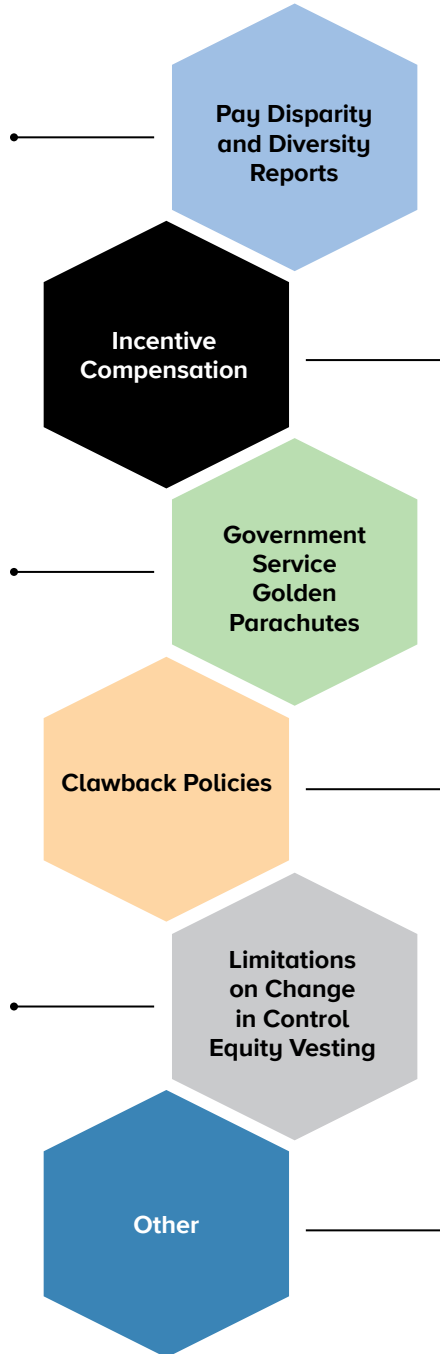 Pay Disparity
and Diversity
Reports
Incentive
Compensation
Government
Service
Golden
Parachutes
Clawback Policies
Limitations
on Change
in Control
Equity Vesting
Other